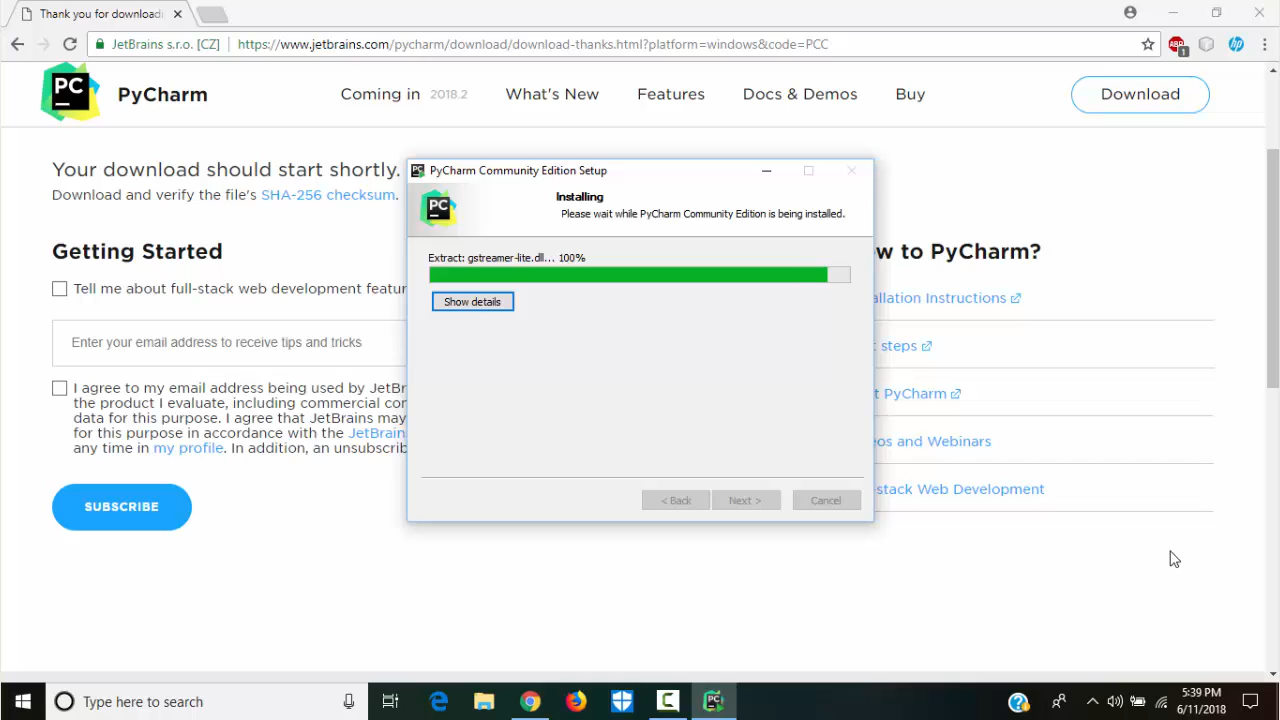 Thank you for downloadi
JetBrains s.r.o. [CZ] https://www.jetbrains.com/pycharm/download/download-thanks.html?platform=windows&code=PCC
ABP
1
hp
PC
PyCharm
Coming in 2018.2
What's New
Features
Docs & Demos
Buy
Download
Your download should start shortly.
Download and verify the file's SHA-256 checksum.
Getting Started
Tell me about full-stack web development featur
Enter your email address to receive tips and tricks
I agree to my email address being used by JetBr
the product I evaluate, including commercial co
data for this purpose. I agree that JetBrains may
for this purpose in accordance with the JetBrain
any time in my profile. In addition, an unsubscrib
SUBSCRIBE
PC PyCharm Community Edition Setup
PC
Installing
Please wait while PyCharm Community Edition is being installed.
Extract: gstreamer-lite.dll... 100%
Show details
< Back
Next >
Cancel
w to PyCharm?
allation Instructions
steps
t PyCharm
eos and Webinars
-stack Web Development
Type here to search
PC
5:39 PM
6/11/2018